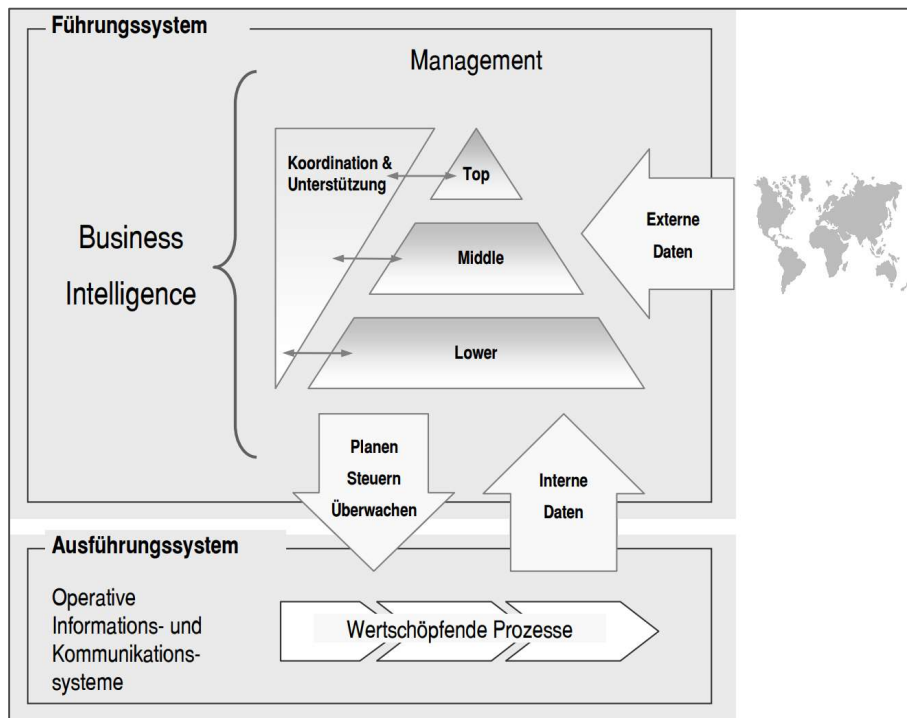 Führungssystem
Management
Koordination &
Unterstützung
Top
Externe
Daten
Business
Intelligence
Middle
Lower
Planen
Steuern
Überwachen
Interne
Daten
Ausführungssystem
Operative
Informations- und
Kommunikations-
systeme
Wertschöpfende Prozesse